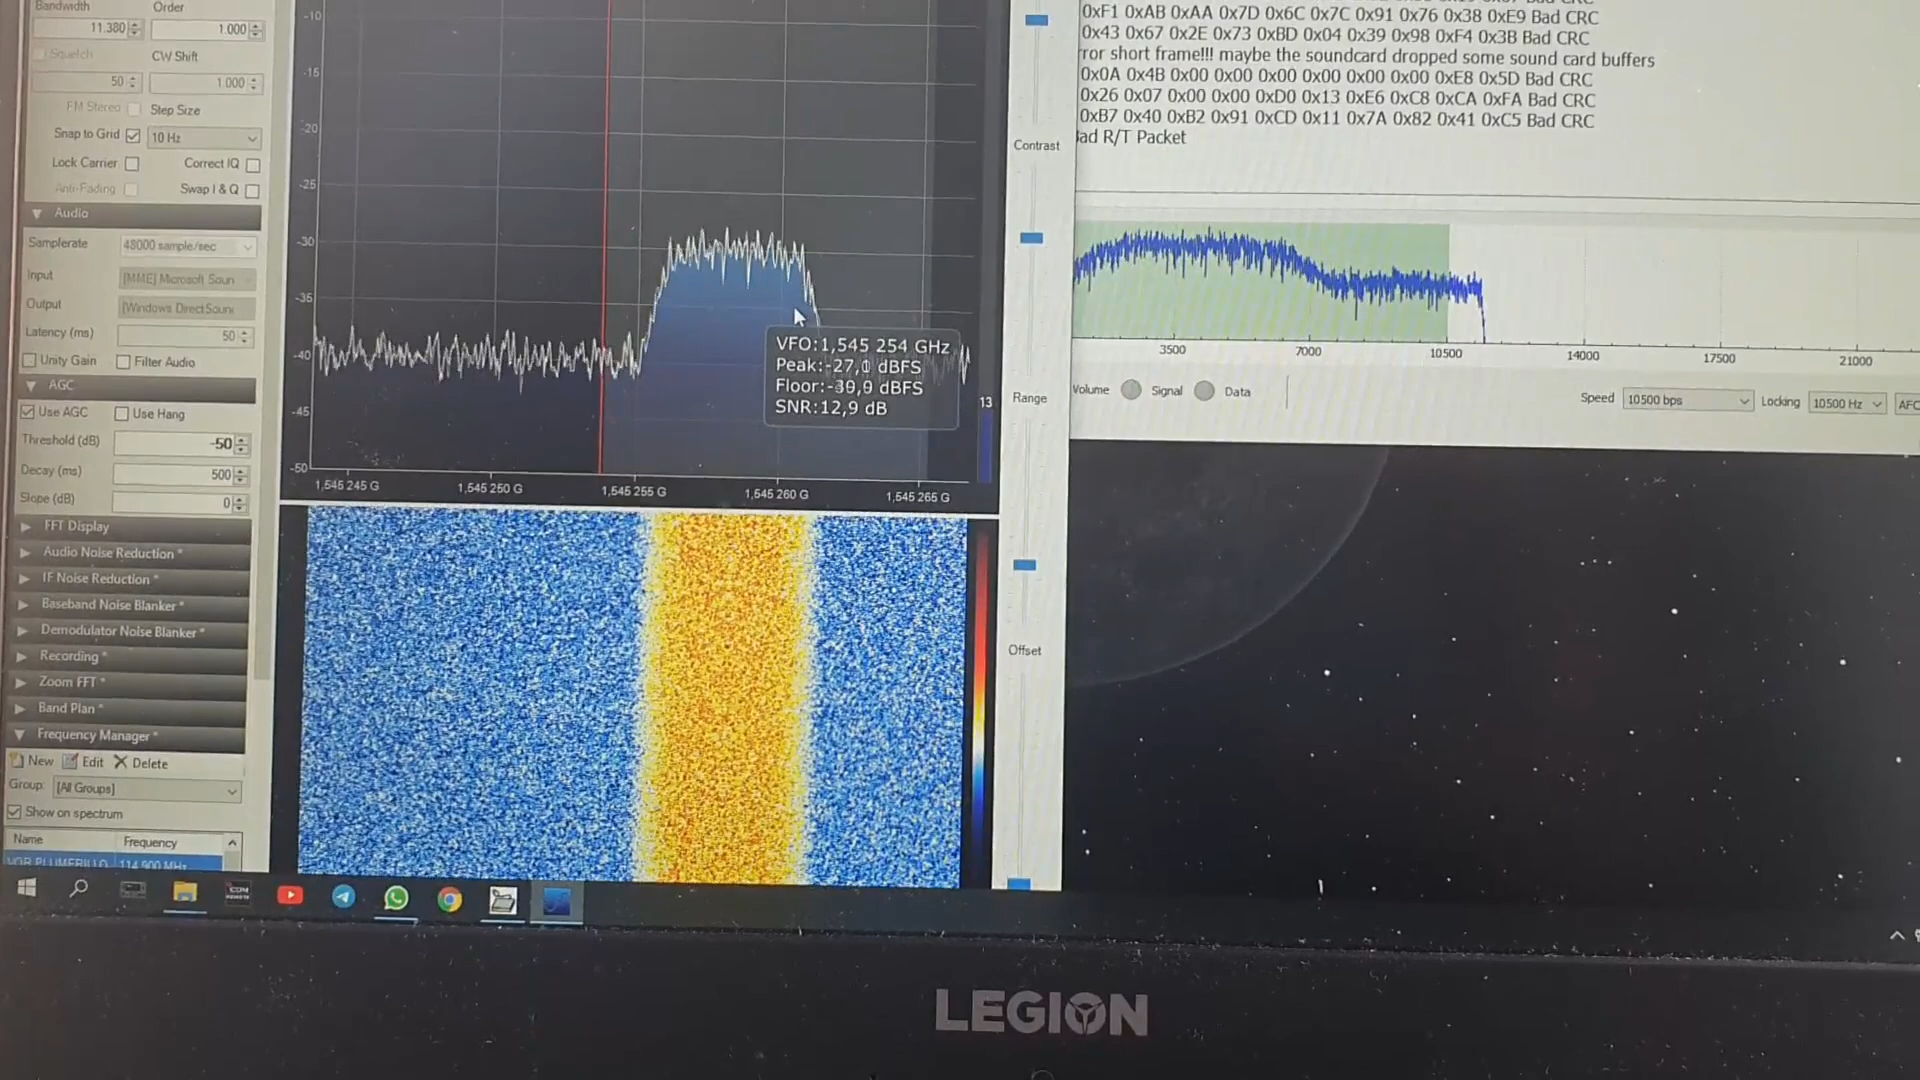 Bandwidth
Order
11.380
1.000
Squelch
CW Shift
50
1.000
FM Stereo
Step Size
Snap to Grid
10 Hz
Lock Carrier
Correct IQ
Anti-Fading
Swap I & Q
Audio
Samplerate
48000 sample/sec
Input
[MME] Microsoft Soun
Output
[Windows DirectSoun
Latency (ms)
50
Unity Gain
Filter Audio
AGC
Use AGC
Use Hang
Threshold (dB)
-50
Decay (ms)
500
Slope (dB)
0
FFT Display
Audio Noise Reduction *
IF Noise Reduction *
Baseband Noise Blanker *
Demodulator Noise Blanker *
Recording *
Zoom FFT *
Band Plan *
Frequency Manager *
New
Edit
Delete
Group:
[All Groups]
Show on spectrum
Name
Frequency
VOR PLUMERILLO
114.900 MHz
-10
-15
-20
-25
-30
-35
-40
-45
-50
1,545 245 G
1,545 250 G
1,545 255 G
1,545 260 G
1,545 265 G
VFO:1,545 254 GHz
Peak:-27,0 dBFS
Floor:-39,9 dBFS
SNR:12,9 dB
13
Contrast
Range
Offset
0xF1 0xAB 0xAA 0x7D 0x6C 0x7C 0x91 0x76 0x38 0xE9 Bad CRC
0x43 0x67 0x2E 0x73 0xBD 0x04 0x39 0x98 0xF4 0x3B Bad CRC
ror short frame!!! maybe the soundcard dropped some sound card buffers
0x0A 0x4B 0x00 0x00 0x00 0x00 0x00 0x00 0xE8 0x5D Bad CRC
0x26 0x07 0x00 0x00 0xD0 0x13 0xE6 0xC8 0xCA 0xFA Bad CRC
0xB7 0x40 0xB2 0x91 0xCD 0x11 0x7A 0x82 0x41 0xC5 Bad CRC
ad R/T Packet
3500
7000
10500
14000
17500
21000
Volume
Signal
Data
Speed
10500 bps
Locking
10500 Hz
AFC
LEGION